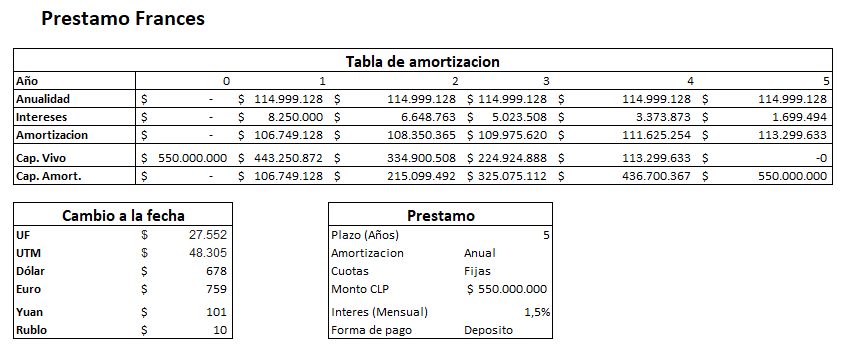 Prestamo Frances
Tabla de amortizacion
Año 0 1 2 3 4 5
Anualidad $ - $ 114.999.128 $ 114.999.128 $ 114.999.128 $ 114.999.128 $ 114.999.128
Intereses $ - $ 8.250.000 $ 6.648.763 $ 5.023.508 $ 3.373.873 $ 1.699.494
Amortizacion $ - $ 106.749.128 $ 108.350.365 $ 109.975.620 $ 111.625.254 $ 113.299.633
Cap. Vivo $ 550.000.000 $ 443.250.872 $ 334.900.508 $ 224.924.888 $ 113.299.633 $ -0
Cap. Amort. $ - $ 106.749.128 $ 215.099.492 $ 325.075.112 $ 436.700.367 $ 550.000.000
Cambio a la fecha
UF $ 27.552
UTM $ 48.305
Dólar $ 678
Euro $ 759
Yuan $ 101
Rublo $ 10
Prestamo
Plazo (Años) 5
Amortizacion Anual
Cuotas Fijas
Monto CLP $ 550.000.000
Interes (Mensual) 1,5%
Forma de pago Deposito